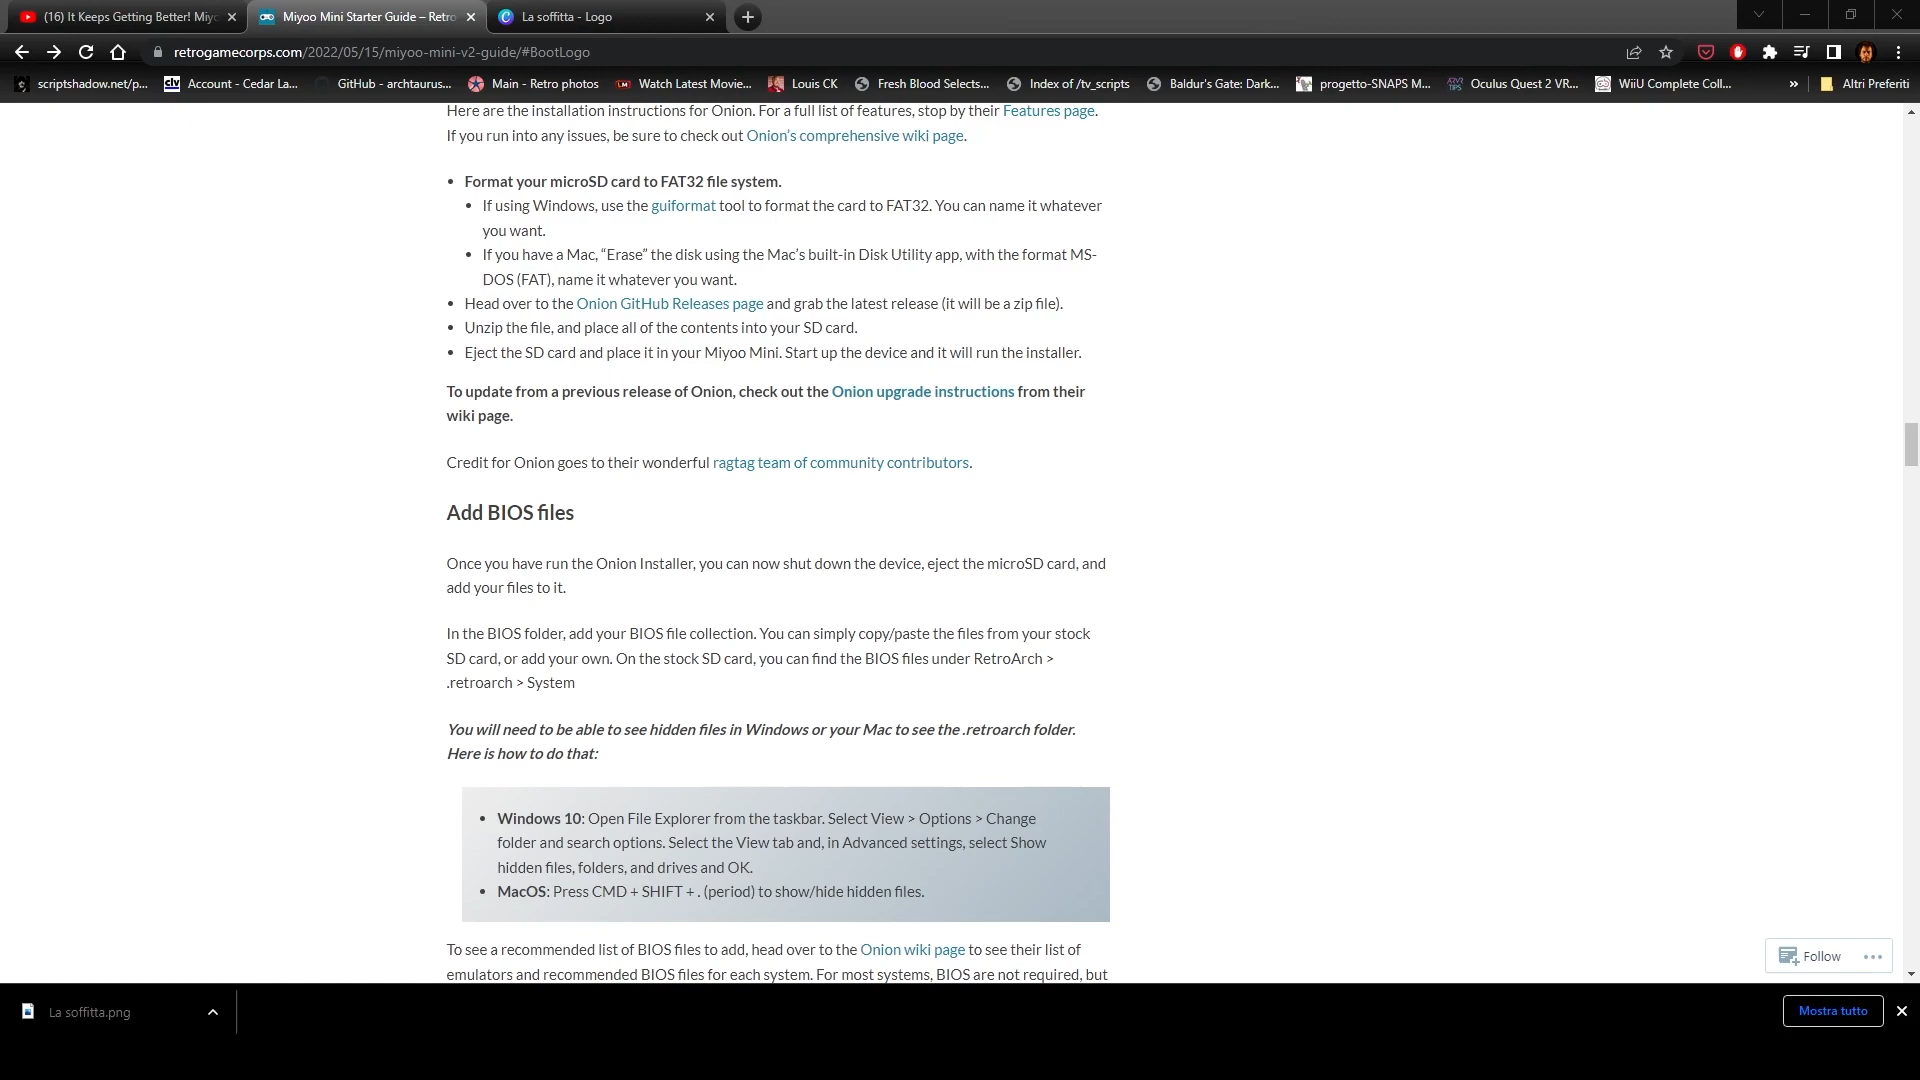 (16) It Keeps Getting Better! Miyo
Miyoo Mini Starter Guide – Retro
La soffitta - Logo
retrogamecorps.com/2022/05/15/miyoo-mini-v2-guide/#BootLogo
scriptshadow.net/p...
clv Account - Cedar La...
GitHub - archtaurus...
Main - Retro photos
LM Watch Latest Movie...
Louis CK
Fresh Blood Selects...
Index of /tv_scripts
Baldur's Gate: Dark...
progetto-SNAPS M...
Oculus Quest 2 VR...
WiiU Complete Coll...
»
Altri Preferiti
Here are the installation instructions for Onion. For a full list of features, stop by their Features page.
If you run into any issues, be sure to check out Onion’s comprehensive wiki page.
• Format your microSD card to FAT32 file system.
• If using Windows, use the guiformat tool to format the card to FAT32. You can name it whatever
you want.
• If you have a Mac, “Erase” the disk using the Mac’s built-in Disk Utility app, with the format MS-
DOS (FAT), name it whatever you want.
• Head over to the Onion GitHub Releases page and grab the latest release (it will be a zip file).
• Unzip the file, and place all of the contents into your SD card.
• Eject the SD card and place it in your Miyoo Mini. Start up the device and it will run the installer.
To update from a previous release of Onion, check out the Onion upgrade instructions from their
wiki page.
Credit for Onion goes to their wonderful ragtag team of community contributors.
Add BIOS files
Once you have run the Onion Installer, you can now shut down the device, eject the microSD card, and
add your files to it.
In the BIOS folder, add your BIOS file collection. You can simply copy/paste the files from your stock
SD card, or add your own. On the stock SD card, you can find the BIOS files under RetroArch >
.retroarch > System
You will need to be able to see hidden files in Windows or your Mac to see the .retroarch folder.
Here is how to do that:
• Windows 10: Open File Explorer from the taskbar. Select View > Options > Change
folder and search options. Select the View tab and, in Advanced settings, select Show
hidden files, folders, and drives and OK.
• MacOS: Press CMD + SHIFT + . (period) to show/hide hidden files.
To see a recommended list of BIOS files to add, head over to the Onion wiki page to see their list of
emulators and recommended BIOS files for each system. For most systems, BIOS are not required, but
Follow
La soffitta.png
Mostra tutto